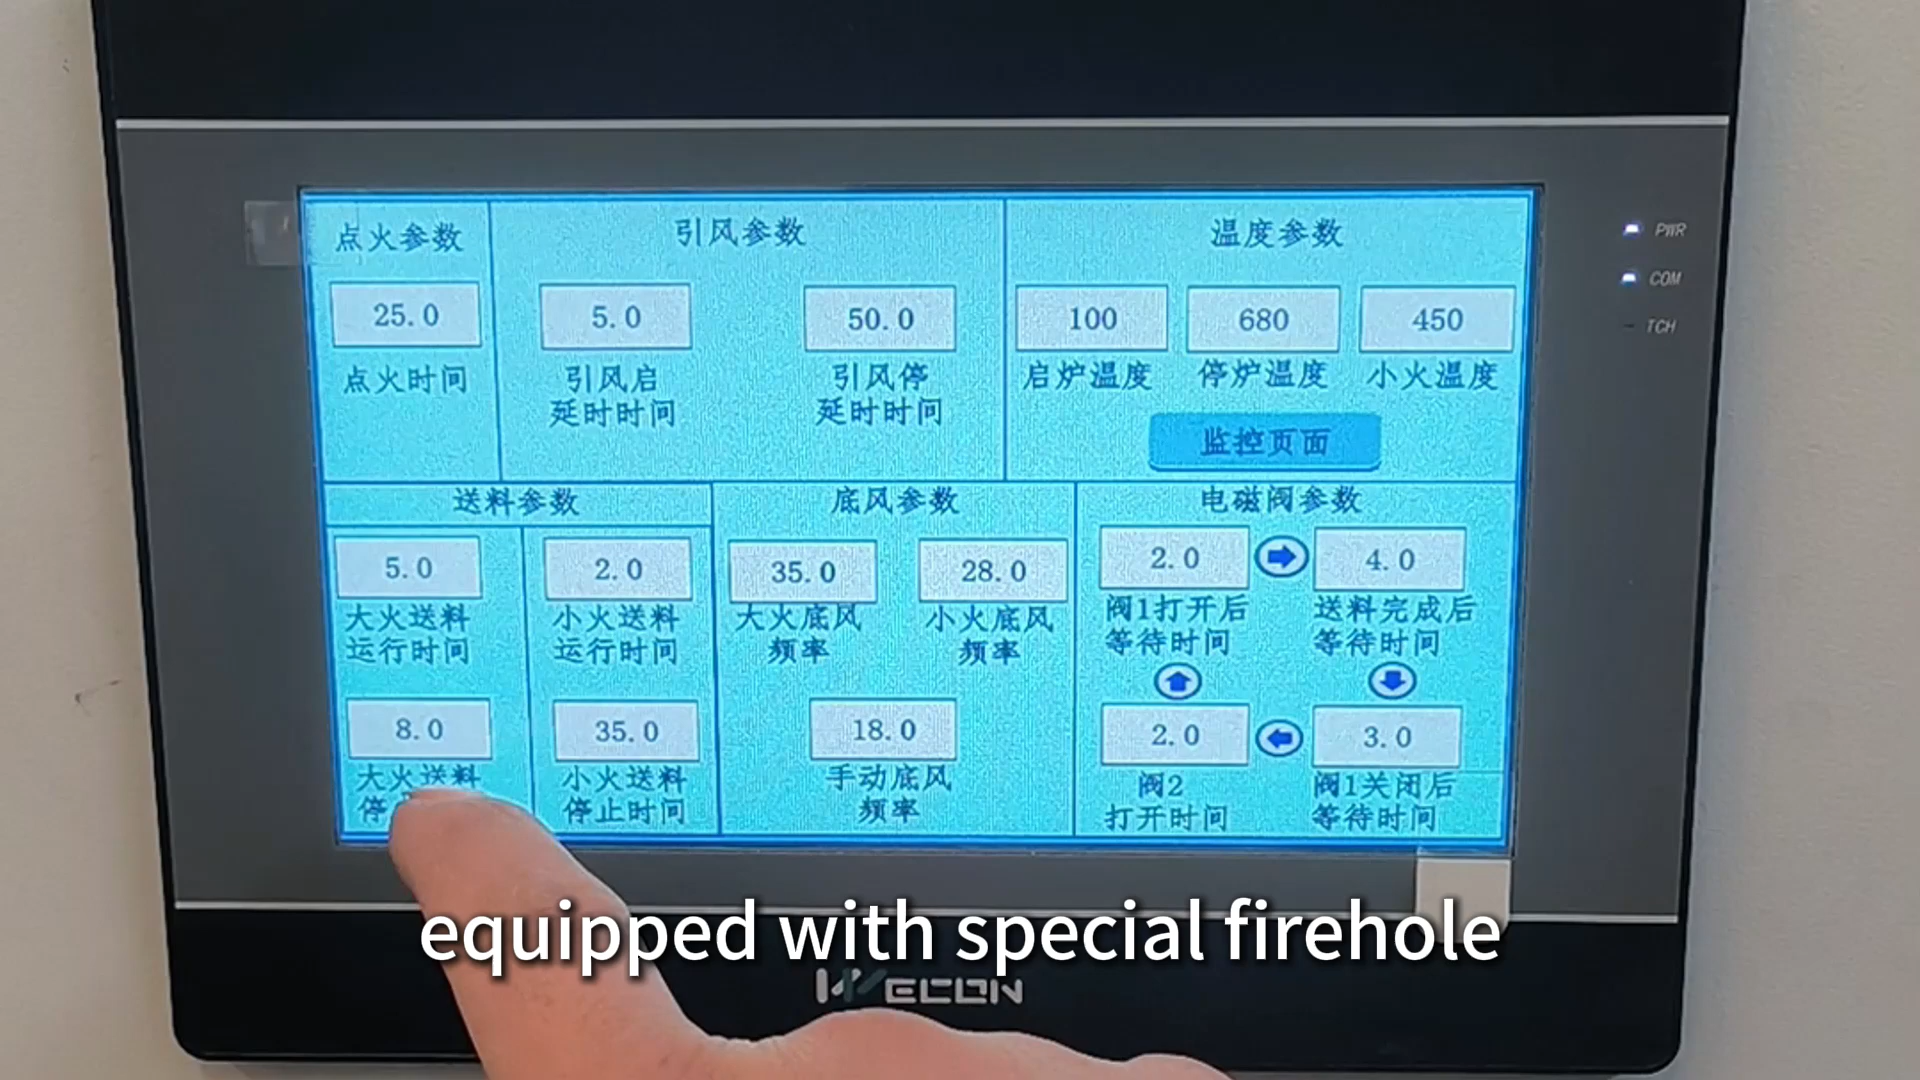 点火参数
25.0
点火时间
引风参数
5.0
引风启
延时时间
50.0
引风停
延时时间
温度参数
100
启炉温度
680
停炉温度
450
小火温度
监控页面
送料参数
5.0
大火送料
运行时间
2.0
小火送料
运行时间
8.0
大火送料
停
35.0
小火送料
停止时间
底风参数
35.0
大火底风
频率
28.0
小火底风
频率
18.0
手动底风
频率
电磁阀参数
2.0
阀1打开后
等待时间
4.0
送料完成后
等待时间
2.0
阀2
打开时间
3.0
阀1关闭后
等待时间
PWR
COM
TCH
equipped with special firehole
WECON